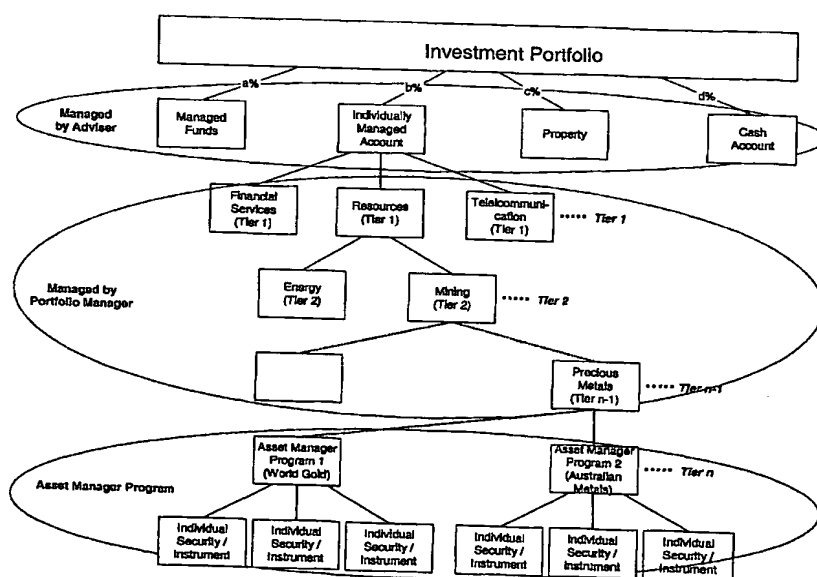 Investment Portfolio
a%
b%
c%
d%
Managed
by Adviser
Managed
Funds
Individually
Managed
Account
Property
Cash
Account
Financial
Services
(Tier 1)
Resources
(Tier 1)
Telecommuni-
cation
(Tier 1)
Tier 1
Managed by
Portfolio Manager
Energy
(Tier 2)
Mining
(Tier 2)
Tier 2
Precious
Metals
(Tier n-1)
Tier n-1
Asset Manager Program
Asset Manager
Program 1
(World Gold)
Asset Manager
Program 2
(Australian
Metals)
Tier n
Individual
Security /
Instrument
Individual
Security /
Instrument
Individual
Security /
Instrument
Individual
Security /
Instrument
Individual
Security /
Instrument
Individual
Security /
Instrument